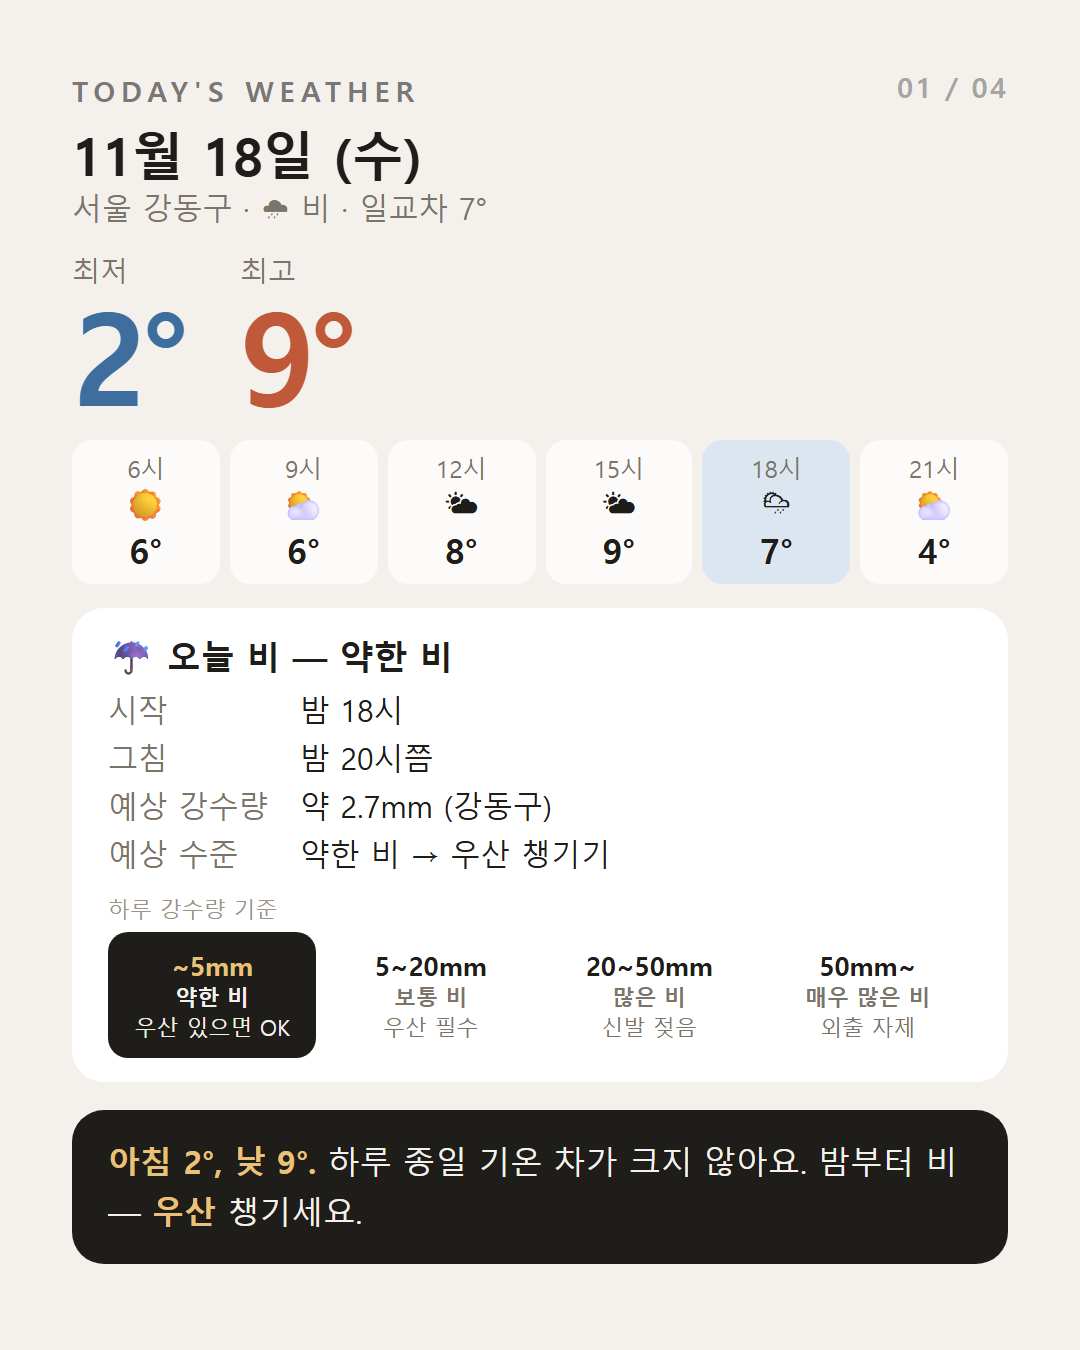 TODAY'S WEATHER
01 / 04
11월 18일 (수)
서울 강동구 · 🌧 비 · 일교차 7°
최저 최고
2° 9°
6시 9시 12시 15시 18시 21시
6° 6° 8° 9° 7° 4°
오늘 비 — 약한 비
시작 밤 18시
그침 밤 20시쯤
예상 강수량 약 2.7mm (강동구)
예상 수준 약한 비 → 우산 챙기기
하루 강수량 기준
~5mm 5~20mm 20~50mm 50mm~
약한 비 보통 비 많은 비 매우 많은 비
우산 있으면 OK 우산 필수 신발 젖음 외출 자제
아침 2°, 낮 9°. 하루 종일 기온 차가 크지 않아요. 밤부터 비
— 우산 챙기세요.